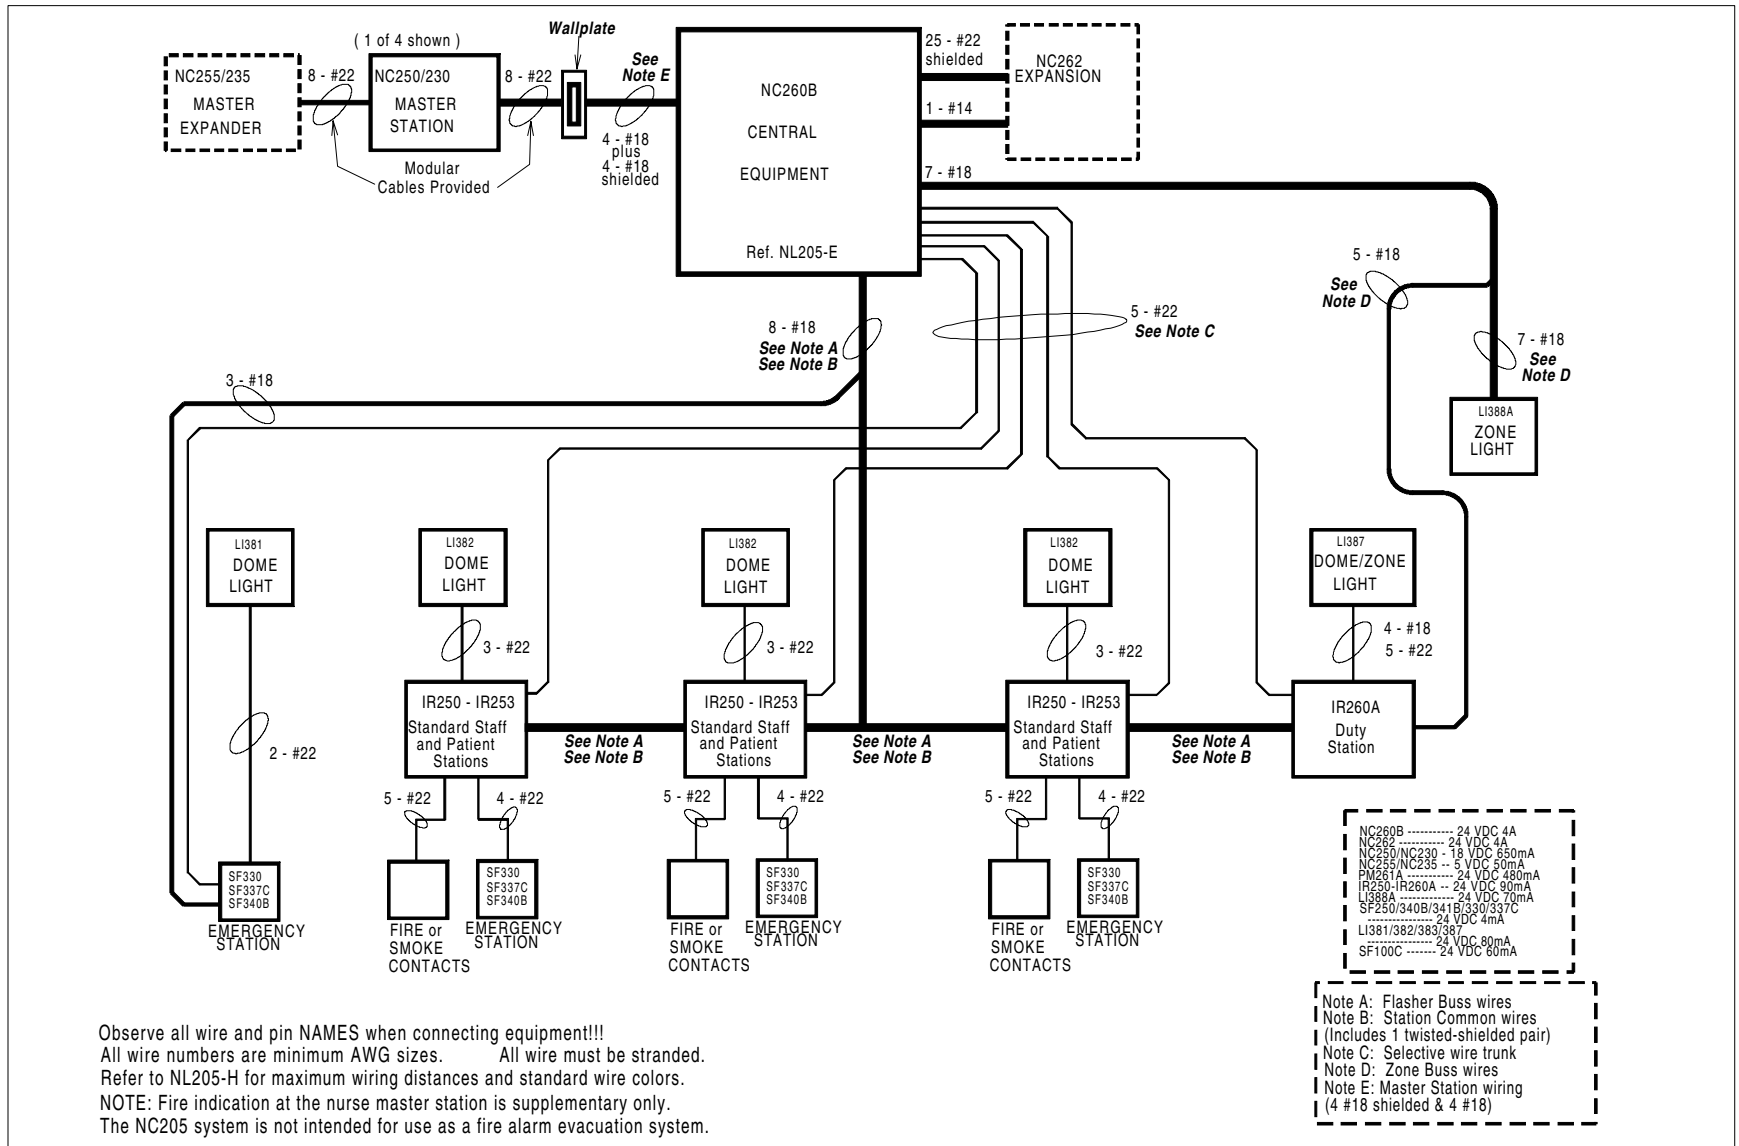 ( 1 of 4 shown )
Wallplate
NC255/235
MASTER
EXPANDER
8 - #22
NC250/230
MASTER
STATION
8 - #22
See
Note E
4 - #18
plus
4 - #18
shielded
Modular
Cables Provided
NC260B
CENTRAL
EQUIPMENT
Ref. NL205-E
25 - #22
shielded
1 - #14
7 - #18
NC262
EXPANSION
5 - #18
See
Note D
7 - #18
See
Note D
5 - #22
See Note C
8 - #18
See Note A
See Note B
3 - #18
LI388A
ZONE
LIGHT
LI381
DOME
LIGHT
LI382
DOME
LIGHT
LI382
DOME
LIGHT
LI382
DOME
LIGHT
LI387
DOME/ZONE
LIGHT
3 - #22
3 - #22
3 - #22
4 - #18
5 - #22
2 - #22
IR250 - IR253
Standard Staff
and Patient
Stations
See Note A
See Note B
IR250 - IR253
Standard Staff
and Patient
Stations
See Note A
See Note B
IR250 - IR253
Standard Staff
and Patient
Stations
See Note A
See Note B
IR260A
Duty
Station
5 - #22
4 - #22
5 - #22
4 - #22
5 - #22
4 - #22
SF330
SF337C
SF340B
EMERGENCY
STATION
FIRE or
SMOKE
CONTACTS
SF330
SF337C
SF340B
EMERGENCY
STATION
FIRE or
SMOKE
CONTACTS
SF330
SF337C
SF340B
EMERGENCY
STATION
FIRE or
SMOKE
CONTACTS
SF330
SF337C
SF340B
EMERGENCY
STATION
NC260B ----------- 24 VDC 4A
NC262 ----------- 24 VDC 4A
NC250/NC230 - 18 VDC 650mA
NC255/NC235 -- 5 VDC 50mA
PM261A ----------- 24 VDC 480mA
IR250-IR260A -- 24 VDC 90mA
LI388A ------------- 24 VDC 70mA
SF250/340B/341B/330/337C
---------------- 24 VDC 4mA
LI381/382/383/387
---------------- 24 VDC 80mA
SF100C ------- 24 VDC 60mA
Note A: Flasher Buss wires
Note B: Station Common wires
(Includes 1 twisted-shielded pair)
Note C: Selective wire trunk
Note D: Zone Buss wires
Note E: Master Station wiring
(4 #18 shielded & 4 #18)
Observe all wire and pin NAMES when connecting equipment!!!
All wire numbers are minimum AWG sizes. All wire must be stranded.
Refer to NL205-H for maximum wiring distances and standard wire colors.
NOTE: Fire indication at the nurse master station is supplementary only.
The NC205 system is not intended for use as a fire alarm evacuation system.